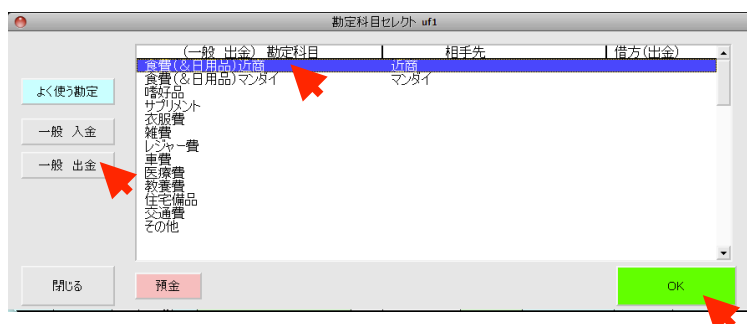 勘定科目セレクト uf1
(一般 出金) 勘定科目 相手先 借方(出金)
食費(&日用品)近商 近商
食費(&日用品)マンダイ マンダイ
嗜好品
サプリメント
衣服費
雑費
レジャー費
車費
医療費
教養費
住宅備品
交通費
その他
よく使う勘定
一般 入金
一般 出金
閉じる
預金
OK